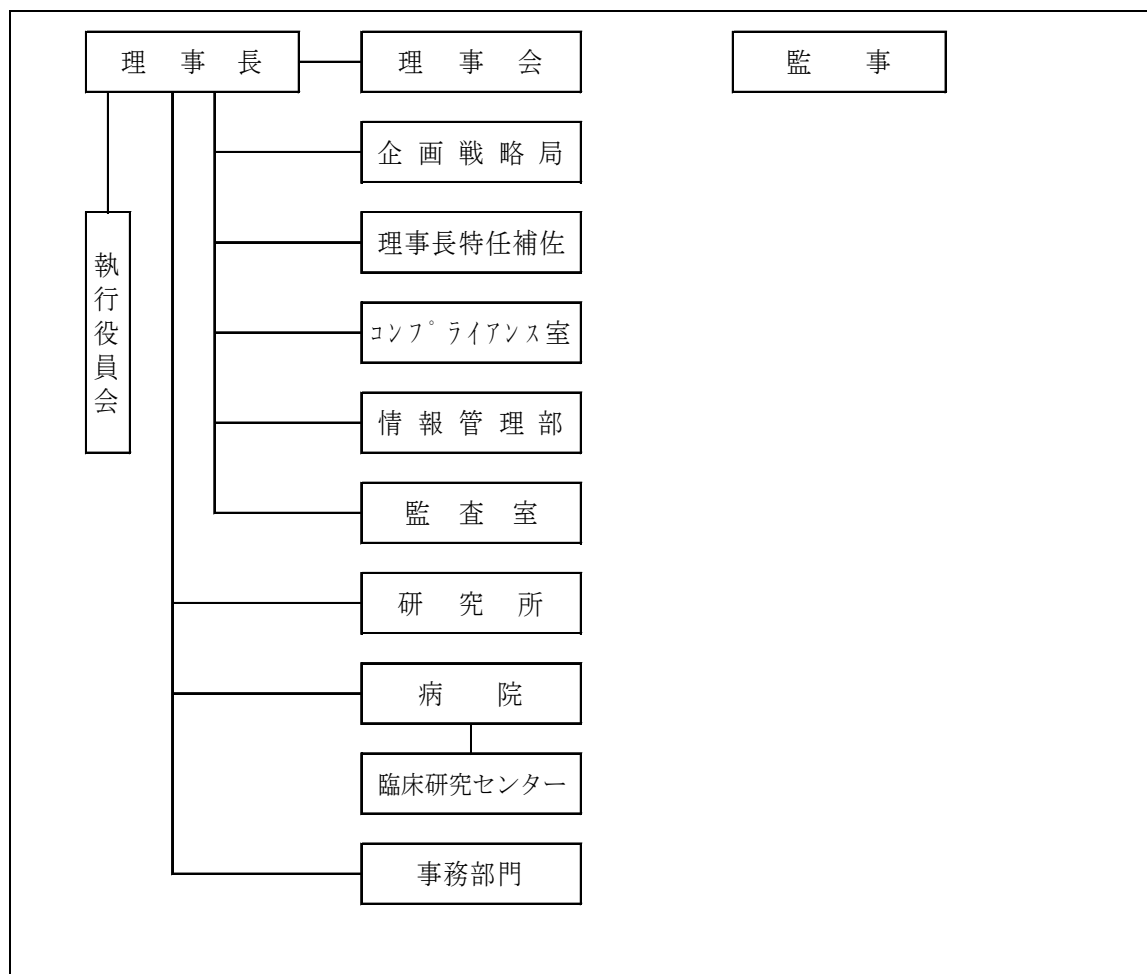 理事長
理事会
監事
企画戦略局
理事長特任補佐
執行役員会
コンプライアンス室
情報管理部
監査室
研究所
病院
臨床研究センター
事務部門